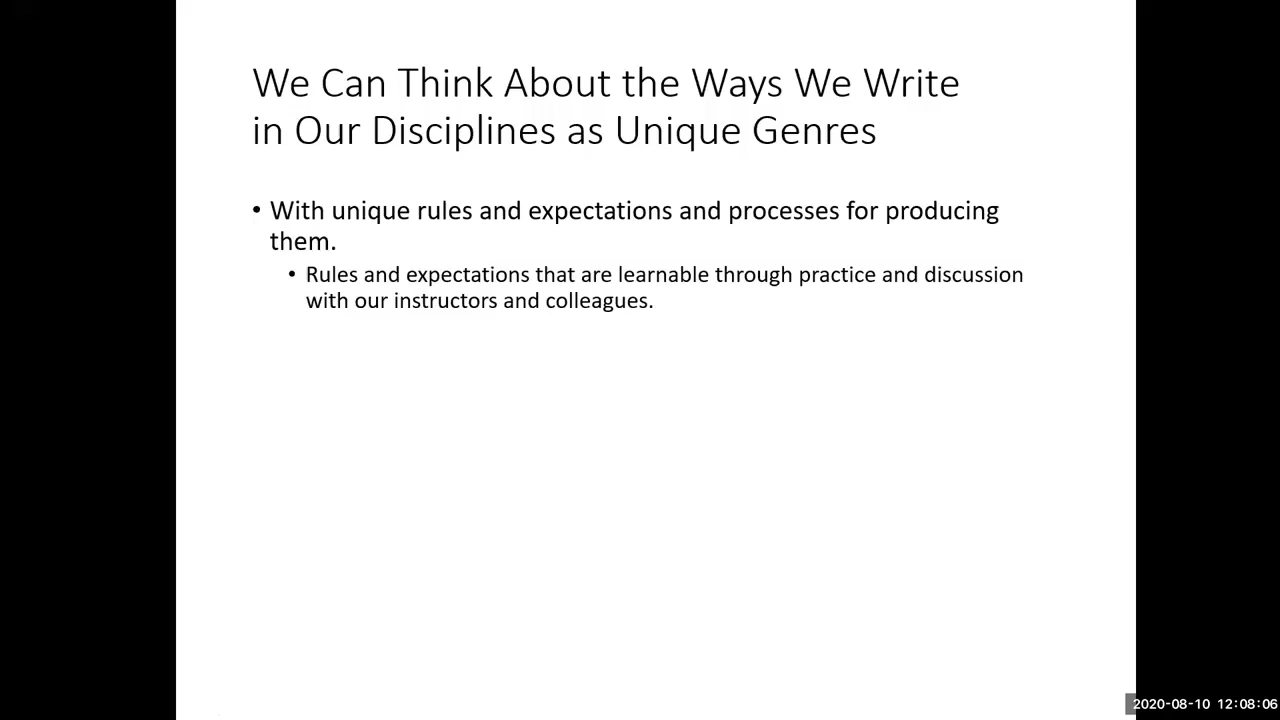 We Can Think About the Ways We Write
in Our Disciplines as Unique Genres
• With unique rules and expectations and processes for producing
them.
• Rules and expectations that are learnable through practice and discussion
with our instructors and colleagues.
2020-08-10 12:08:06